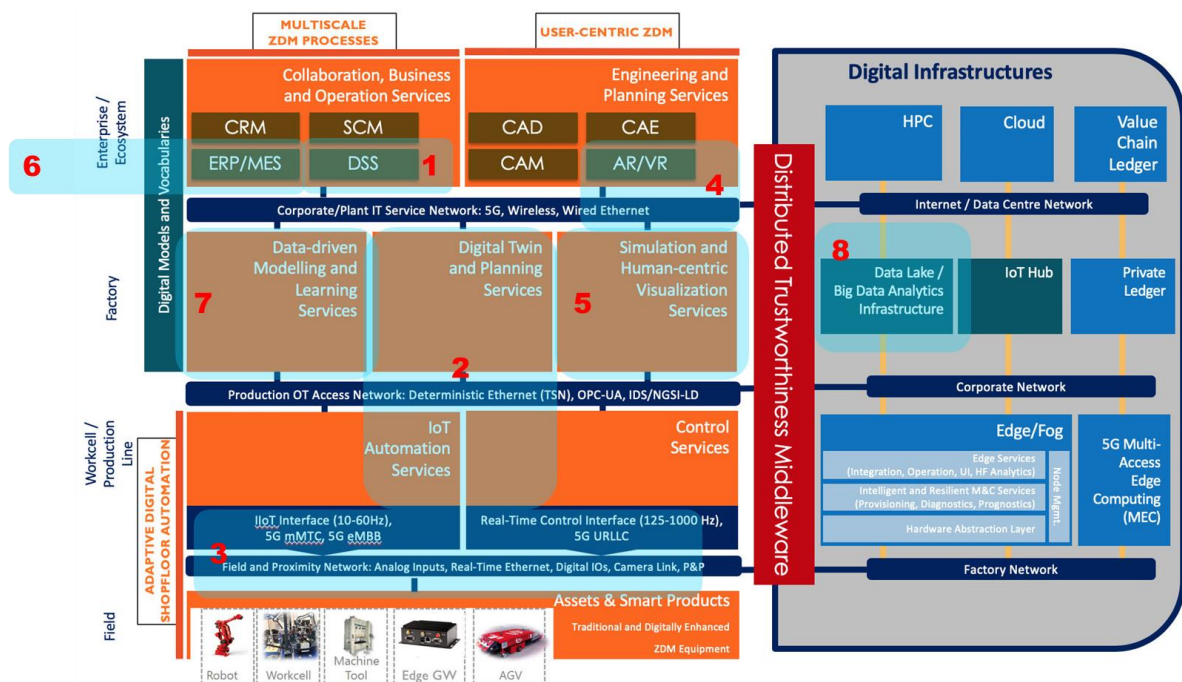 MULTISCALE
ZDM PROCESSES
USER-CENTRIC ZDM
Enterprise /
Ecosystem
Digital Models and Vocabularies
Collaboration, Business
and Operation Services
CRM
SCM
ERP/MES
DSS
6
1
Engineering and
Planning Services
CAD
CAE
CAM
AR/VR
4
Corporate/Plant IT Service Network: 5G, Wireless, Wired Ethernet
Factory
Data-driven
Modelling and
Learning
Services
7
Digital Twin
and Planning
Services
Simulation and
Human-centric
Visualization
Services
5
2
Production OT Access Network: Deterministic Ethernet (TSN), OPC-UA, IDS/NGSI-LD
Workcell /
Production
Line
ADAPTIVE DIGITAL
SHOPFLOOR AUTOMATION
IoT
Automation
Services
Control
Services
IIoT Interface (10-60Hz),
5G mMTC, 5G eMBB
Real-Time Control Interface (125-1000 Hz),
5G URLLC
3
Field and Proximity Network: Analog Inputs, Real-Time Ethernet, Digital IOs, Camera Link, P&P
Field
Assets & Smart Products
Traditional and Digitally Enhanced
ZDM Equipment
Robot
Workcell
Machine
Tool
Edge GW
AGV
Distributed Trustworthiness Middleware
Digital Infrastructures
HPC
Cloud
Value
Chain
Ledger
Internet / Data Centre Network
8
Data Lake /
Big Data Analytics
Infrastructure
IoT Hub
Private
Ledger
Corporate Network
Edge/Fog
Edge Services
(Integration, Operation, UI, HF Analytics)
Intelligent and Resilient M&C Services
(Provisioning, Diagnostics, Prognostics)
Hardware Abstraction Layer
Node Mgmt.
5G Multi-
Access
Edge
Computing
(MEC)
Factory Network